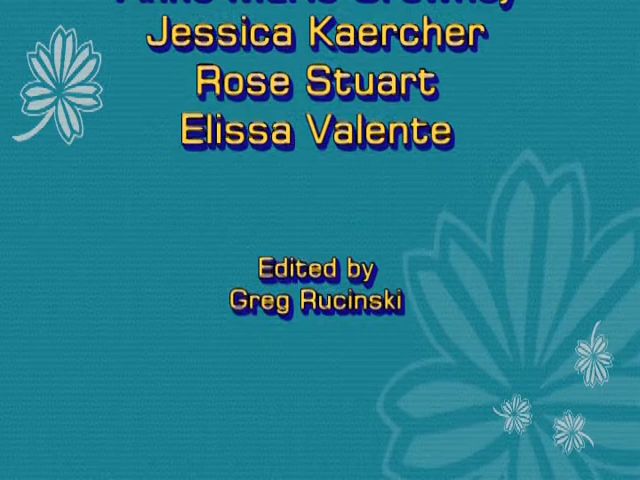 Jessica Kaercher
Rose Stuart
Elissa Valente
Edited by
Greg Rucinski